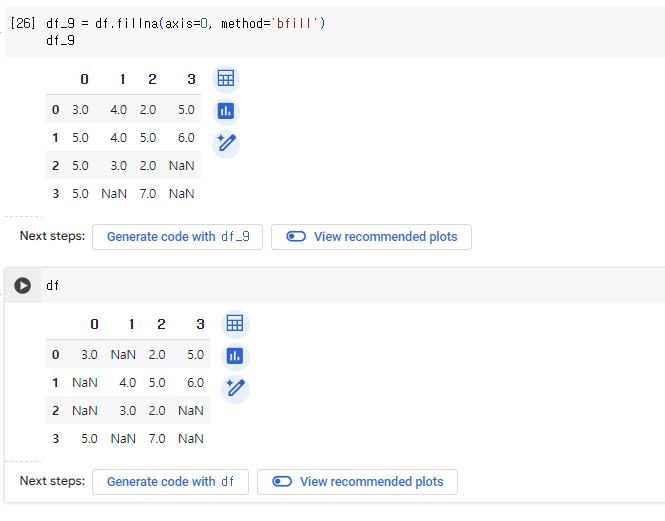 [26] df_9 = df.fillna(axis=0, method='bfill')
df_9
0 1 2 3
0 3.0 4.0 2.0 5.0
1 5.0 4.0 5.0 6.0
2 5.0 3.0 2.0 NaN
3 5.0 NaN 7.0 NaN
Next steps: Generate code with df_9 View recommended plots
df
0 1 2 3
0 3.0 NaN 2.0 5.0
1 NaN 4.0 5.0 6.0
2 NaN 3.0 2.0 NaN
3 5.0 NaN 7.0 NaN
Next steps: Generate code with df View recommended plots